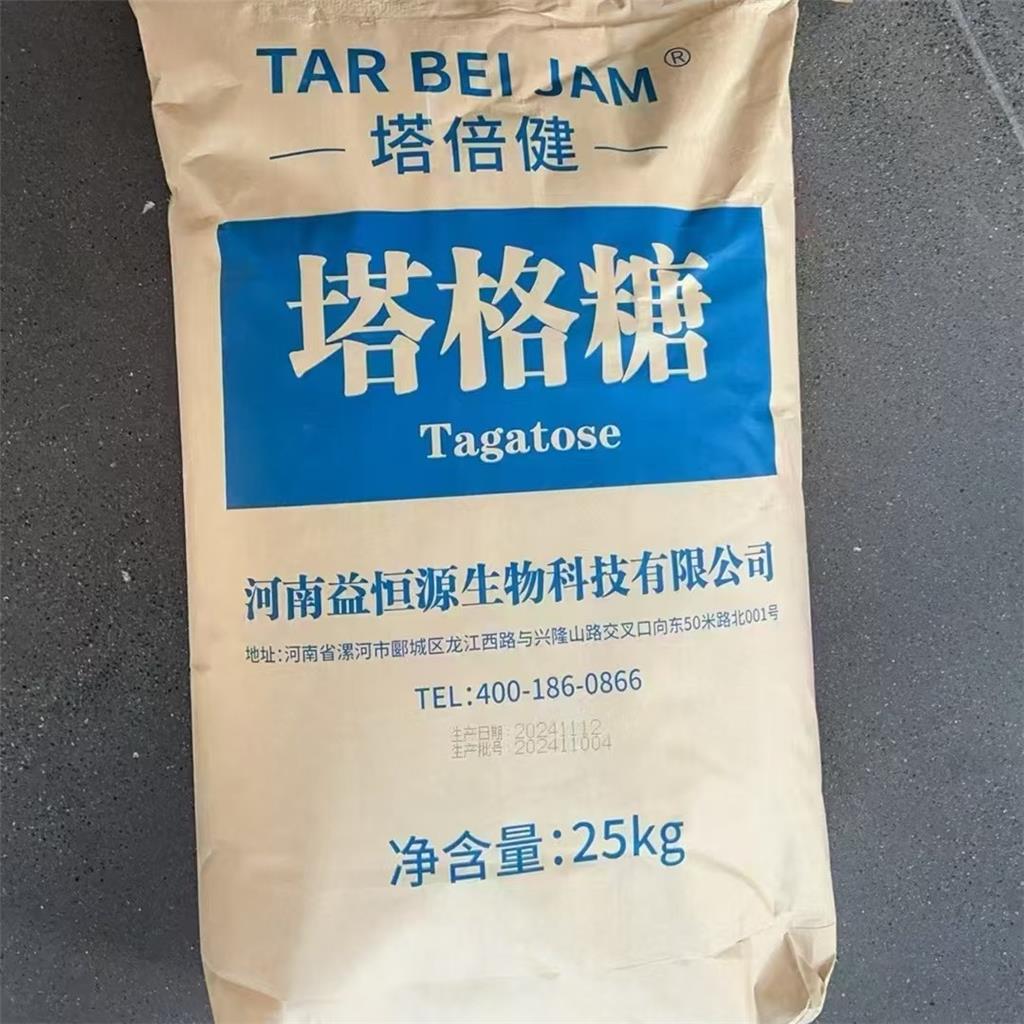 TAR BEI JAM®
塔倍健
塔格糖
Tagatose
河南益恒源生物科技有限公司
地址:河南省漯河市郾城区龙江西路与兴隆山路交叉口向东50米路北001号
TEL:400-186-0866
生产日期:20241112
生产批号:202411004
净含量:25kg